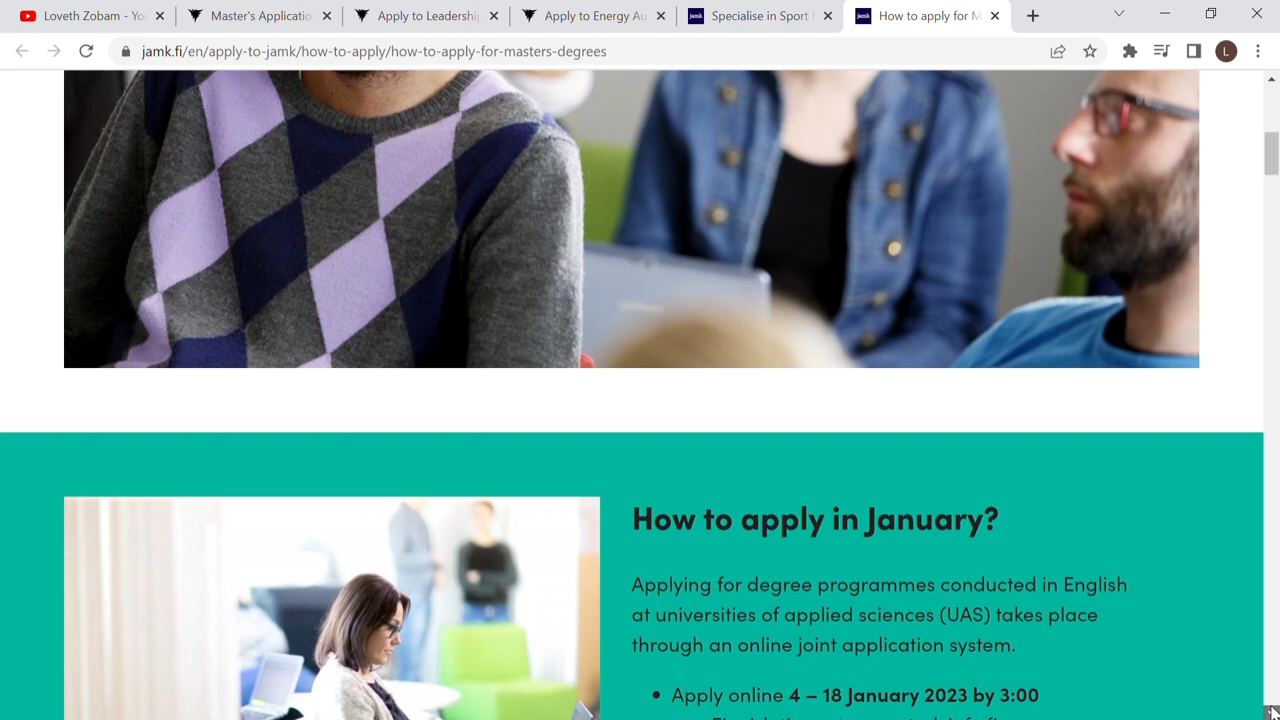 Loveth Zobam - Yo
Master's Applicatio
Apply to Leadership
Apply to Energy Au
jamk
Specialise in Sport
jamk
How to apply for M
jamk.fi/en/apply-to-jamk/how-to-apply/how-to-apply-for-masters-degrees
L
How to apply in January?
Applying for degree programmes conducted in English
at universities of applied sciences (UAS) takes place
through an online joint application system.
Apply online 4 – 18 January 2023 by 3:00